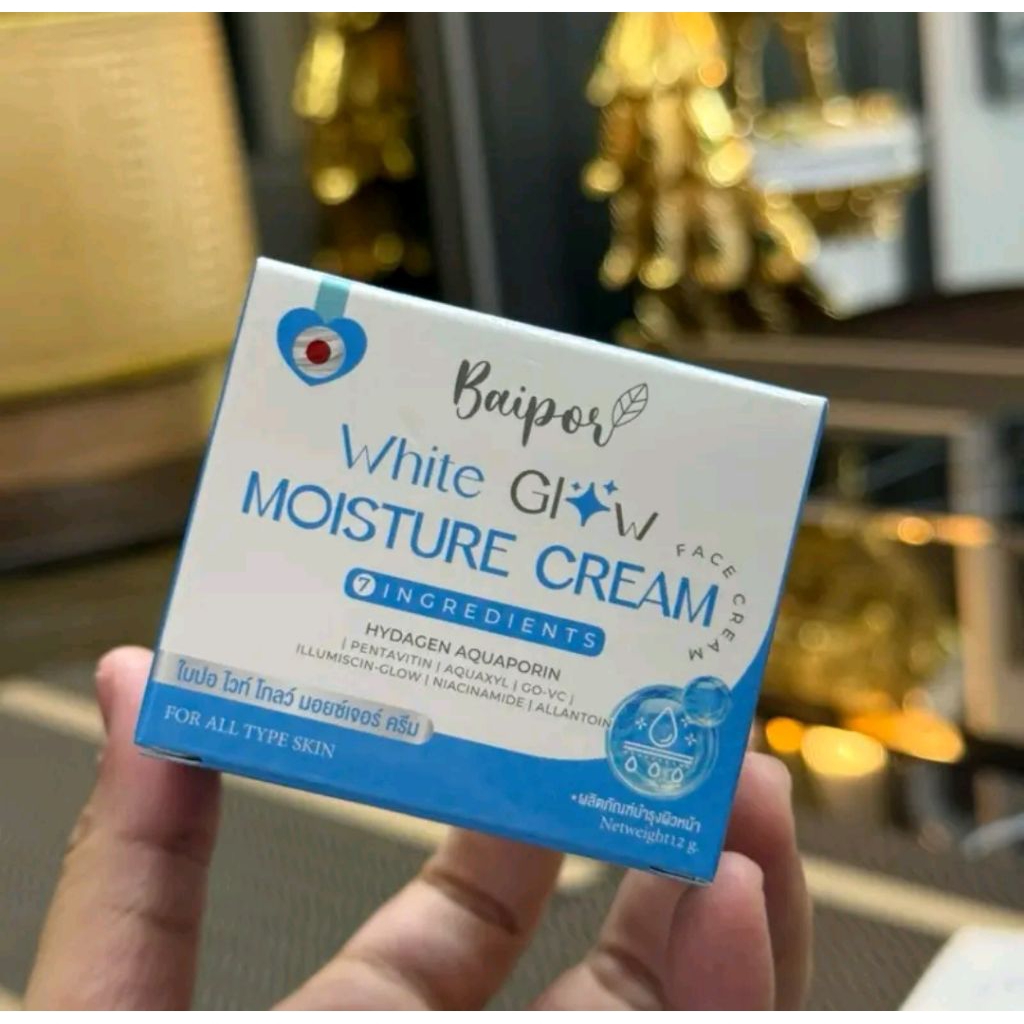 Baipor
White Glow
MOISTURE CREAM
FACE CREAM
7 INGREDIENTS
HYDAGEN AQUAPORIN
| PENTAVITIN | AQUAXYL | GO-VC |
ILLUMISCIN-GLOW | NIACINAMIDE | ALLANTOIN
ใบปอ ไวท์ โกลว์ มอยซ์เจอร์ ครีม
FOR ALL TYPE SKIN
*ผลิตภัณฑ์บำรุงผิวหน้า
Netweight12 g.